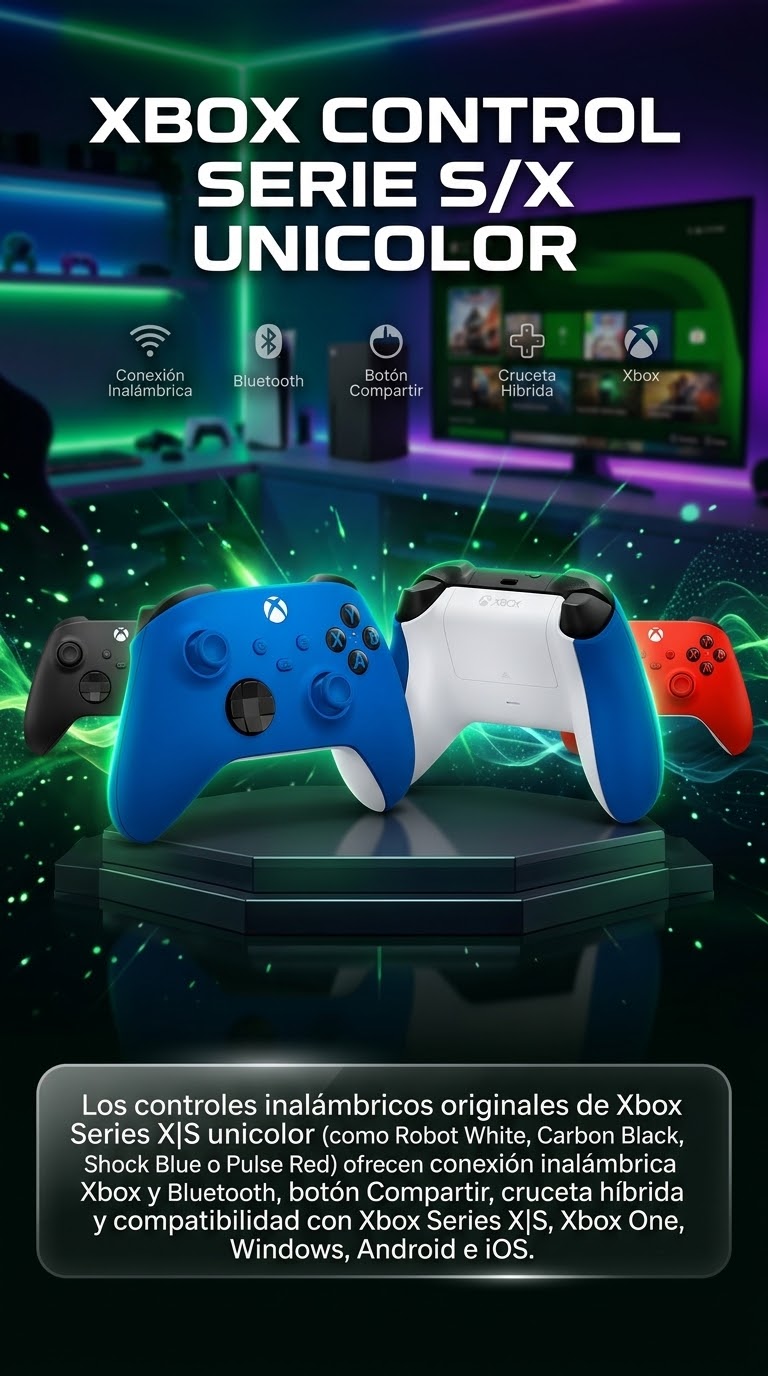 XBOX CONTROL
SERIE S/X
UNICOLOR
Conexión
Inalámbrica
Bluetooth
Botón
Compartir
Cruceta
Hibrida
Xbox
Y
X
B
A
XBOX
Y
X
B
A
Los controles inalámbricos originales de Xbox
Series X|S unicolor (como Robot White, Carbon Black,
Shock Blue o Pulse Red) ofrecen conexión inalámbrica
Xbox y Bluetooth, botón Compartir, cruceta híbrida
y compatibilidad con Xbox Series X|S, Xbox One,
Windows, Android e iOS.